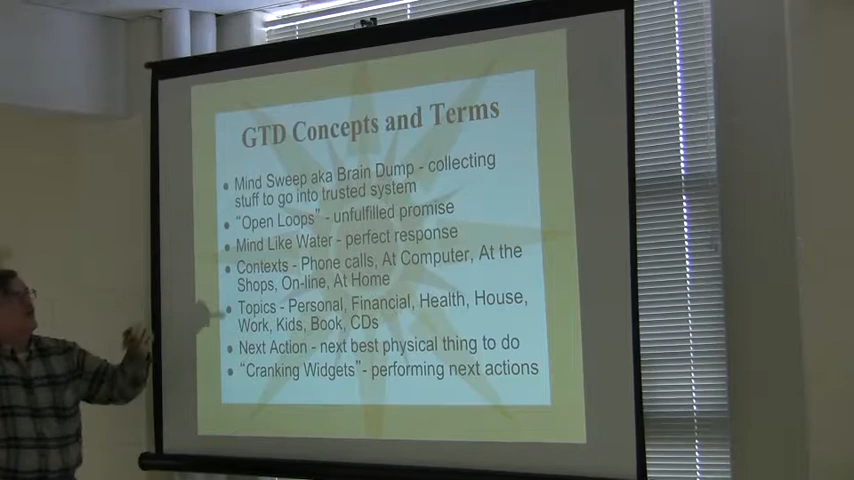 GTD Concepts and Terms
• Mind Sweep aka Brain Dump - collecting
stuff to go into trusted system
• "Open Loops" - unfulfilled promise
• Mind Like Water - perfect response
• Contexts - Phone calls, At Computer, At the
Shops, On-line, At Home
• Topics - Personal, Financial, Health, House,
Work, Kids, Book, CDs
• Next Action - next best physical thing to do
• "Cranking Widgets" - performing next actions